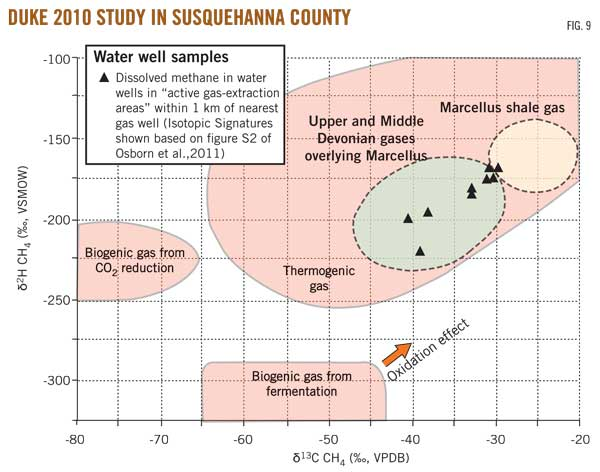 DUKE 2010 STUDY IN SUSQUEHANNA COUNTY
FIG. 9
Water well samples
▲ Dissolved methane in water
wells in “active gas-extraction
areas” within 1 km of nearest
gas well (Isotopic Signatures
shown based on figure S2 of
Osborn et al.,2011)
Marcellus shale gas
Upper and Middle
Devonian gases
overlying Marcellus
Biogenic gas from
CO2 reduction
Thermogenic
gas
Oxidation effect
Biogenic gas from
fermentation
δ²H CH4 (‰, VSMOW)
-100
-150
-200
-250
-300
-80 -70 -60 -50 -40 -30 -20
δ¹³C CH4 (‰, VPDB)